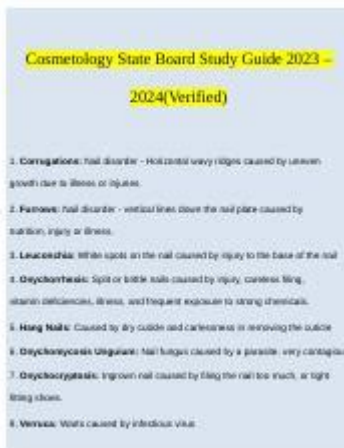 Cosmetology State Board Study Guide 2023 –
2024(Verified)
1. Corrugations: Nail disorder - Horizontal wavy ridges caused by uneven
growth due to illness or injuries.
2. Furrows: Nail disorder - vertical lines down the nail plate caused by
nutrition, injury or illness.
3. Leuconchia: White spots on the nail caused by injury to the base of the nail
4. Onychorrhexis: Split or brittle nails caused by injury, careless filing,
vitamin deficiencies, illness, and frequent exposure to strong chemicals.
5. Hang Nails: Caused by dry cuticle and carlessness in removing the cuticle
6. Onychomycosis Unguium: Nail fungus caused by a parasite. very contagiou
7. Onychocryptosis: Ingrown nail caused by filing the nail too much, or tight
fitting shoes.
8. Verruca: Warts caused by infectious virus